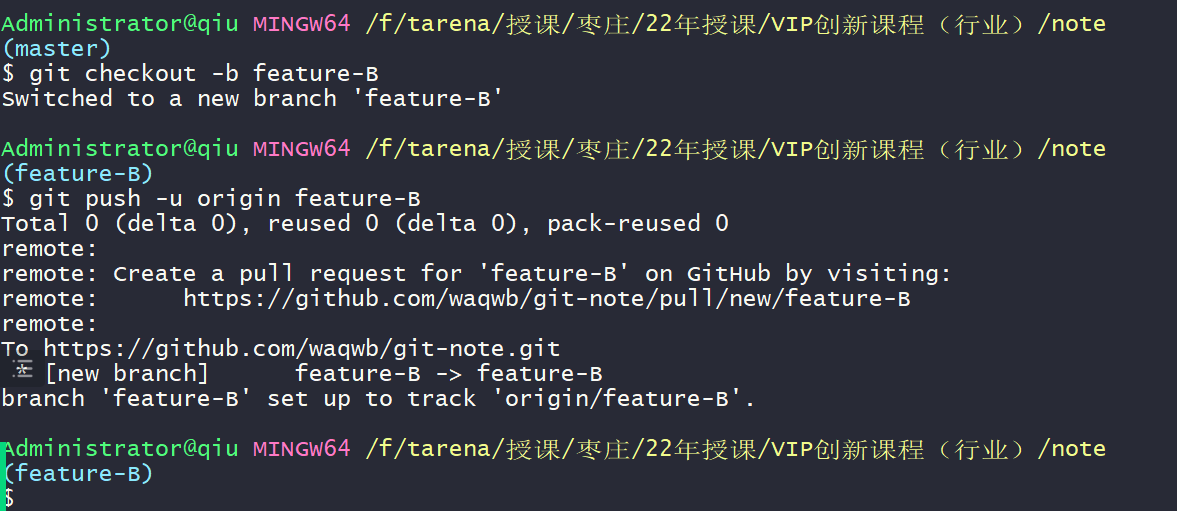 Administrator@qiu MINGW64 /f/tarena/授课/枣庄/22年授课/VIP创新课程（行业）/note
(master)
$ git checkout -b feature-B
Switched to a new branch 'feature-B'
Administrator@qiu MINGW64 /f/tarena/授课/枣庄/22年授课/VIP创新课程（行业）/note
(feature-B)
$ git push -u origin feature-B
Total 0 (delta 0), reused 0 (delta 0), pack-reused 0
remote:
remote: Create a pull request for 'feature-B' on GitHub by visiting:
remote:      https://github.com/waqwb/git-note/pull/new/feature-B
remote:
To https://github.com/waqwb/git-note.git
* [new branch]      feature-B -> feature-B
branch 'feature-B' set up to track 'origin/feature-B'.
Administrator@qiu MINGW64 /f/tarena/授课/枣庄/22年授课/VIP创新课程（行业）/note
(feature-B)
$